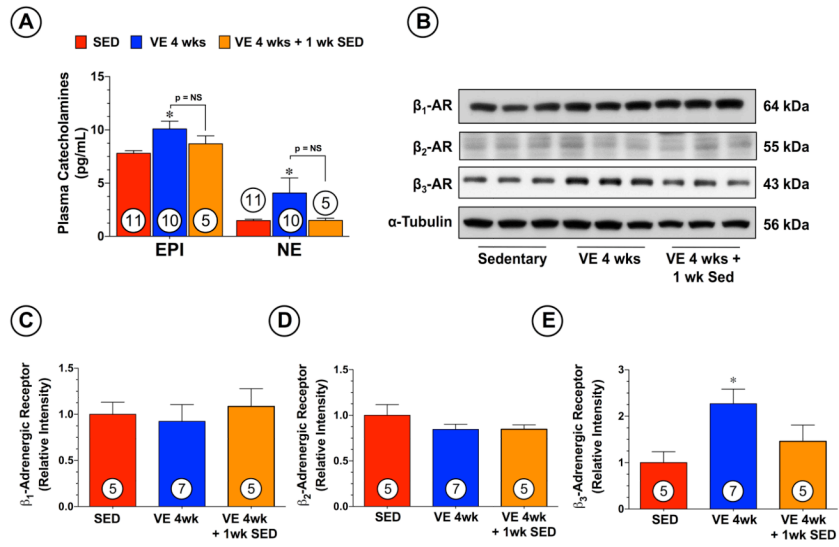 A
SED VE 4 wks VE 4 wks + 1 wk SED
Plasma Catecholamines
(pg/mL)
15
10
5
0
p = NS
*
p = NS
*
11 10 5
11 10 5
EPI NE
B
β1-AR 64 kDa
β2-AR 55 kDa
β3-AR 43 kDa
α-Tubulin 56 kDa
Sedentary VE 4 wks VE 4 wks +
1 wk Sed
C
β1-Adrenergic Receptor
(Relative Intensity)
1.5
1.0
0.5
0.0
5 7 5
SED VE 4wk VE 4wk
+ 1wk SED
D
β2-Adrenergic Receptor
(Relative Intensity)
1.5
1.0
0.5
0.0
5 7 5
SED VE 4wk VE 4wk
+ 1wk SED
E
β3-Adrenergic Receptor
(Relative Intensity)
3
2
1
0
*
5 7 5
SED VE 4wk VE 4wk
+ 1wk SED